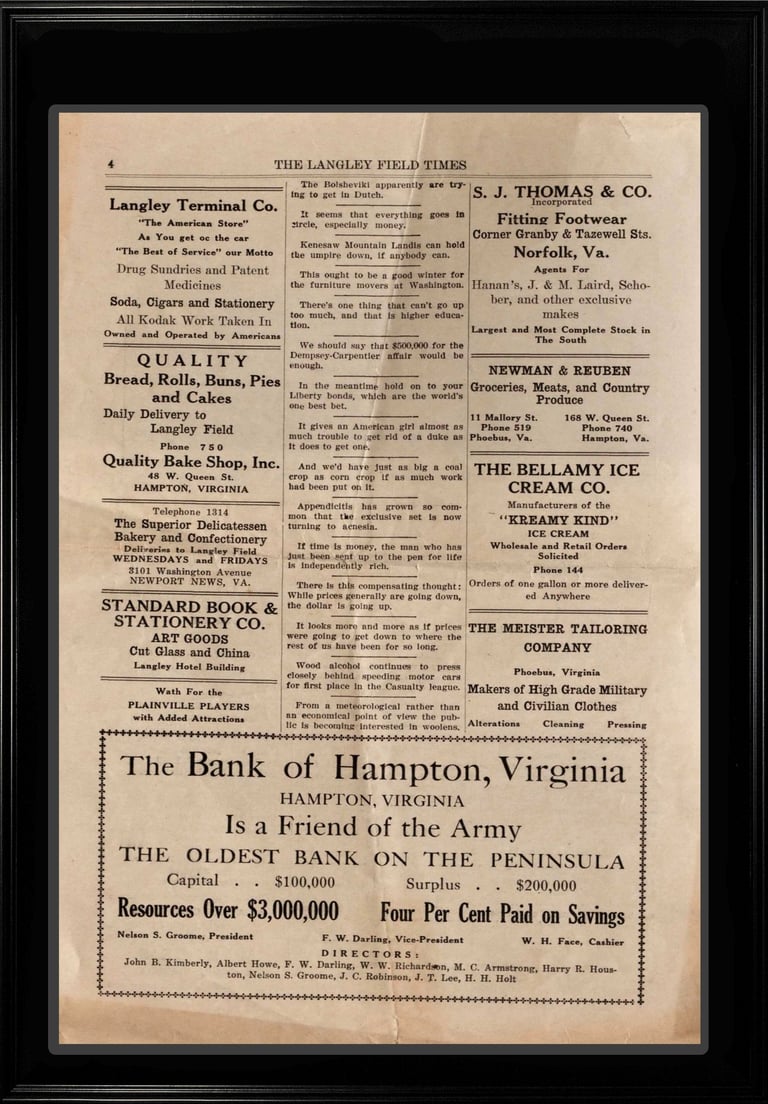 4
THE LANGLEY FIELD TIMES
Langley Terminal Co.
"The American Store"
As You get oc the car
"The Best of Service" our Motto
Drug Sundries and Patent
Medicines
Soda, Cigars and Stationery
All Kodak Work Taken In
Owned and Operated by Americans
QUALITY
Bread, Rolls, Buns, Pies
and Cakes
Daily Delivery to
Langley Field
Phone 750
Quality Bake Shop, Inc.
48 W. Queen St.
HAMPTON, VIRGINIA
Telephone 1314
The Superior Delicatessen
Bakery and Confectionery
Deliveries to Langley Field
WEDNESDAYS and FRIDAYS
3101 Washington Avenue
NEWPORT NEWS, VA.
STANDARD BOOK &
STATIONERY CO.
ART GOODS
Cut Glass and China
Langley Hotel Building
Wath For the
PLAINVILLE PLAYERS
with Added Attractions
The Bolsheviki apparently are try-
ing to get in Dutch.
It seems that everything goes in
circle, especially money.
Kenesaw Mountain Landis can hold
the umpire down, if anybody can.
This ought to be a good winter for
the furniture movers at Washington.
There's one thing that can't go up
too much, and that is higher educa-
tion.
We should say that $500,000 for the
Dempsey-Carpentier affair would be
enough.
In the meantime hold on to your
Liberty bonds, which are the world's
one best bet.
It gives an American girl almost as
much trouble to get rid of a duke as
it does to get one.
And we'd have just as big a coal
crop as corn crop if as much work
had been put on it.
Appendicitis has grown so com-
mon that the exclusive set is now
turning to acnesia.
If time is money, the man who has
just been sent up to the pen for life
is independently rich.
There is this compensating thought:
While prices generally are going down,
the dollar is going up.
It looks more and more as if prices
were going to get down to where the
rest of us have been for so long.
Wood alcohol continues to press
closely behind speeding motor cars
for first place in the Casualty league.
From a meteorological rather than
an economical point of view the pub-
lic is becoming interested in woolens.
S. J. THOMAS & CO.
Incorporated
Fitting Footwear
Corner Granby & Tazewell Sts.
Norfolk, Va.
Agents For
Hanan's, J. & M. Laird, Scho-
ber, and other exclusive
makes
Largest and Most Complete Stock in
The South
NEWMAN & REUBEN
Groceries, Meats, and Country
Produce
11 Mallory St. 168 W. Queen St.
Phone 519 Phone 740
Phoebus, Va. Hampton, Va.
THE BELLAMY ICE
CREAM CO.
Manufacturers of the
"KREAMY KIND"
ICE CREAM
Wholesale and Retail Orders
Solicited
Phone 144
Orders of one gallon or more deliver-
ed Anywhere
THE MEISTER TAILORING
COMPANY
Phoebus, Virginia
Makers of High Grade Military
and Civilian Clothes
Alterations Cleaning Pressing
The Bank of Hampton, Virginia
HAMPTON, VIRGINIA
Is a Friend of the Army
THE OLDEST BANK ON THE PENINSULA
Capital . . $100,000 Surplus . . $200,000
Resources Over $3,000,000 Four Per Cent Paid on Savings
Nelson S. Groome, President F. W. Darling, Vice-President W. H. Face, Cashier
DIRECTORS:
John B. Kimberly, Albert Howe, F. W. Darling, W. W. Richardson, M. C. Armstrong, Harry R. Hous-
ton, Nelson S. Groome, J. C. Robinson, J. T. Lee, H. H. Holt